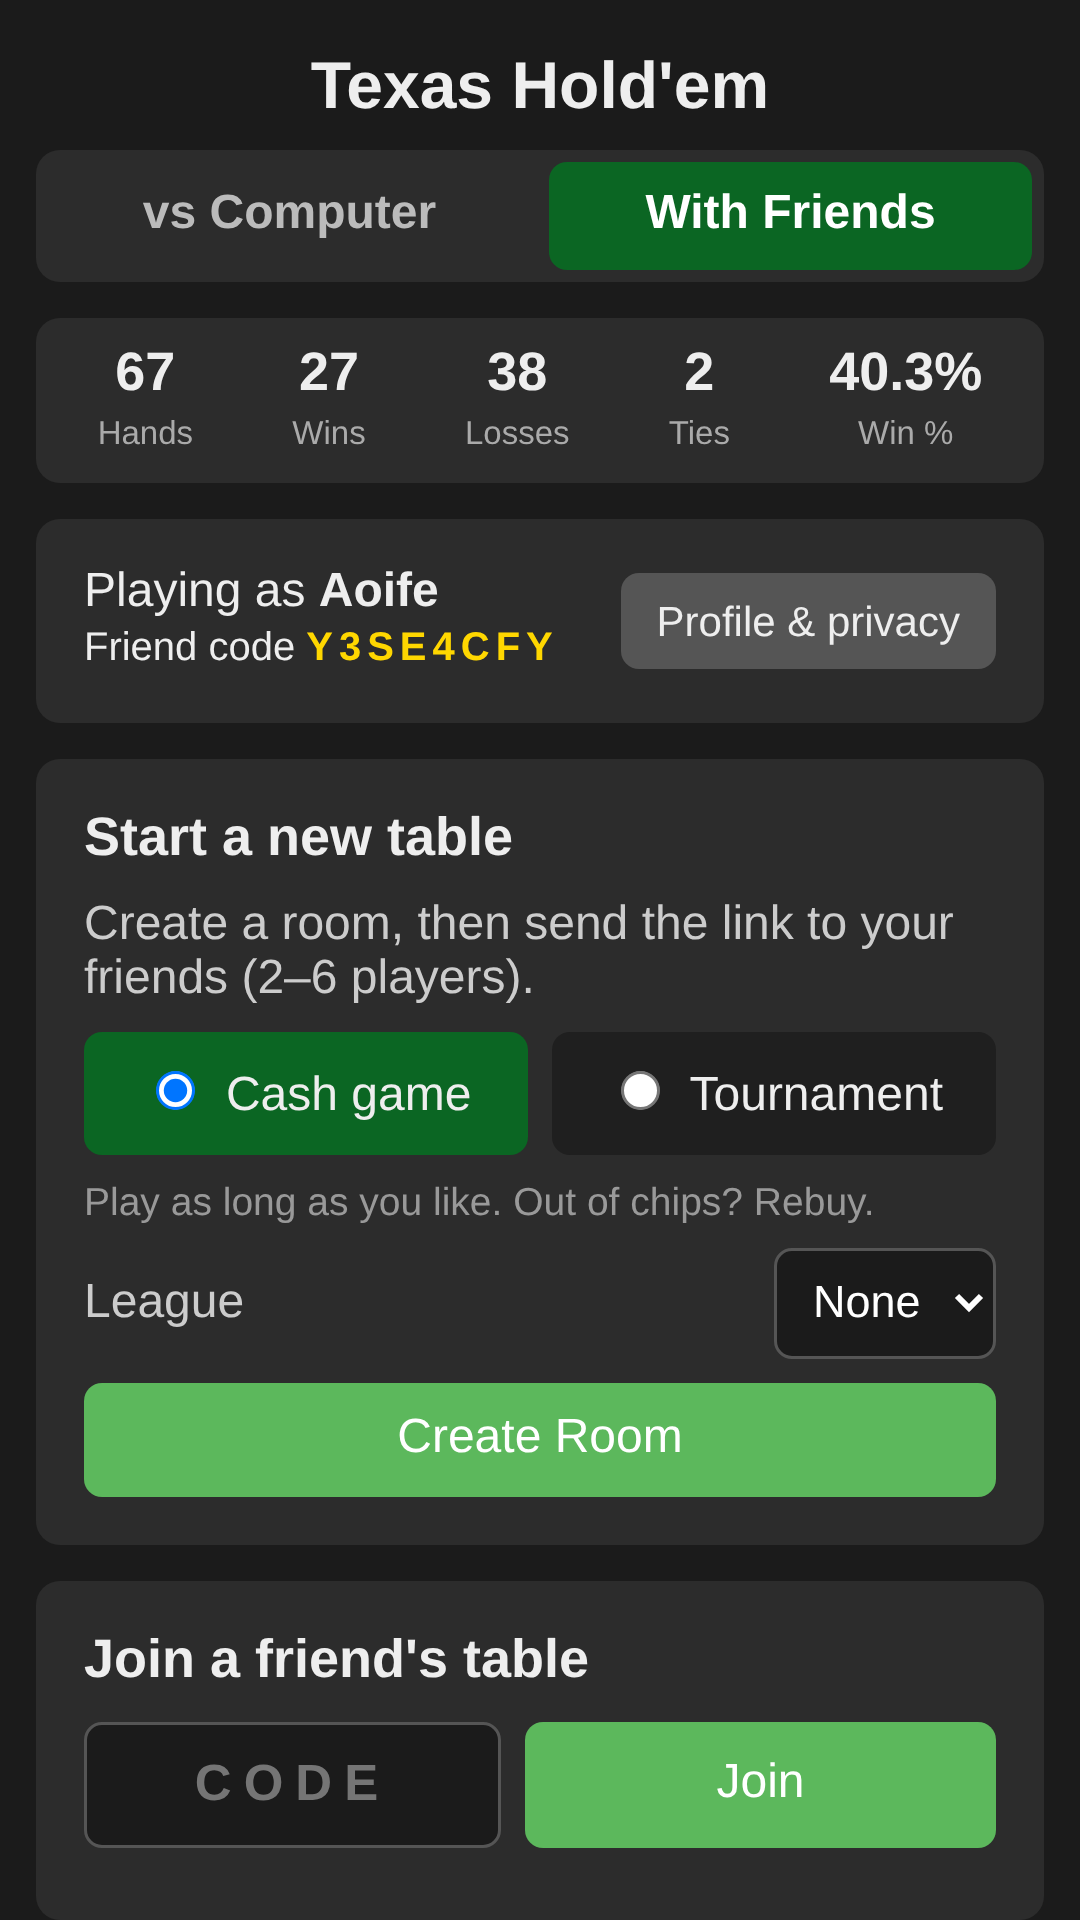 Texas Hold'em
vs Computer With Friends
67 27 38 2 40.3%
Hands Wins Losses Ties Win %
Playing as Aoife
Friend code Y3SE4CFY
Profile & privacy
Start a new table
Create a room, then send the link to your
friends (2–6 players).
Cash game Tournament
Play as long as you like. Out of chips? Rebuy.
League None
Create Room
Join a friend's table
CODE Join